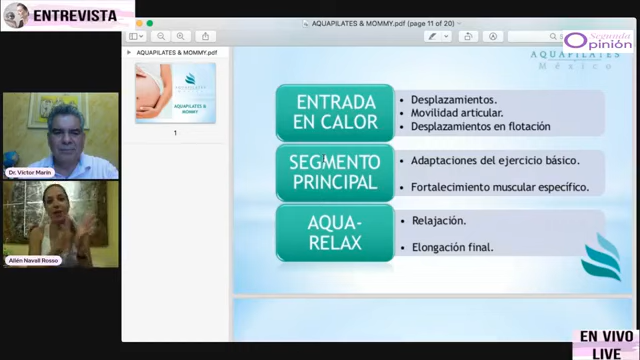 ENTREVISTA
AQUAPILATES & MOMMY.pdf (page 11 of 20)
Segunda
Opinión
AQUAPILATES & MOMMY.pdf
AQUAPILATES &
MOMMY
1
AQUAPILATES
México
ENTRADA
EN CALOR
• Desplazamientos.
• Movilidad articular.
• Desplazamientos en flotación
SEGMENTO
PRINCIPAL
• Adaptaciones del ejercicio básico.
• Fortalecimiento muscular específico.
AQUA-
RELAX
• Relajación.
• Elongación final.
Dr. Víctor Marín
Ailén Navall Rosso
EN VIVO
LIVE